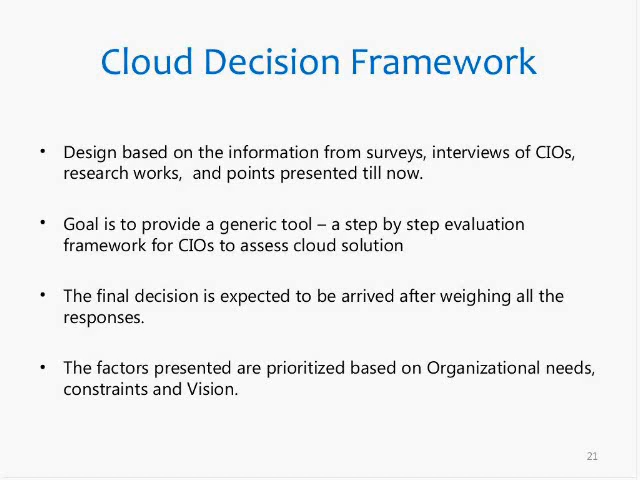 Cloud Decision Framework
• Design based on the information from surveys, interviews of CIOs,
research works,  and points presented till now.
• Goal is to provide a generic tool – a step by step evaluation
framework for CIOs to assess cloud solution
• The final decision is expected to be arrived after weighing all the
responses.
• The factors presented are prioritized based on Organizational needs,
constraints and Vision.
21